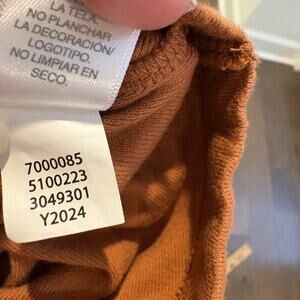 LA TELA.
NO PLANCHAR
LA DECORACIÓN/
LOGOTIPO.
NO LIMPIAR EN
SECO.
7000085
5100223
3049301
Y2024